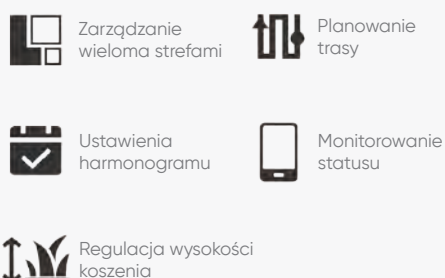 Zarządzanie
wieloma strefami
Planowanie
trasy
Ustawienia
harmonogramu
Monitorowanie
statusu
Regulacja wysokości
koszenia